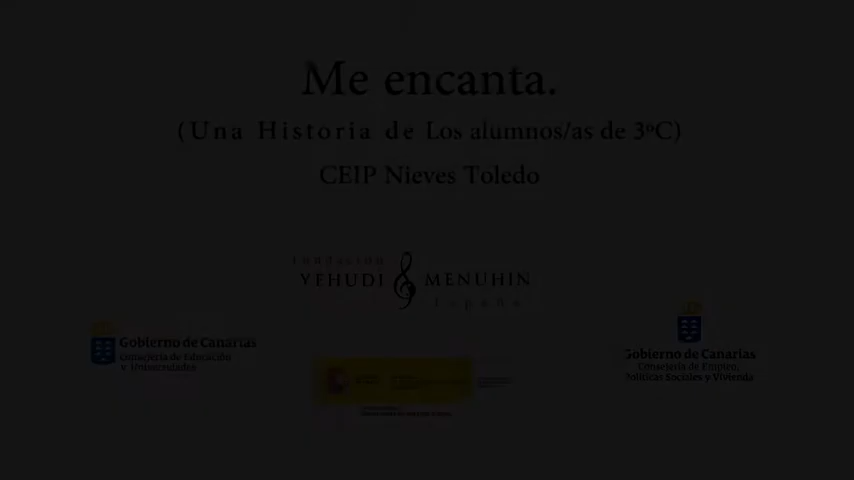 Me encanta.
(Una Historia de Los alumnos/as de 3ºC)
CEIP Nieves Toledo
FUNDACIÓN
YEHUDI MENUHIN
España
Gobierno de Canarias
Consejería de Educación
y Universidades
Gobierno de Canarias
Consejería de Empleo,
Políticas Sociales y Vivienda